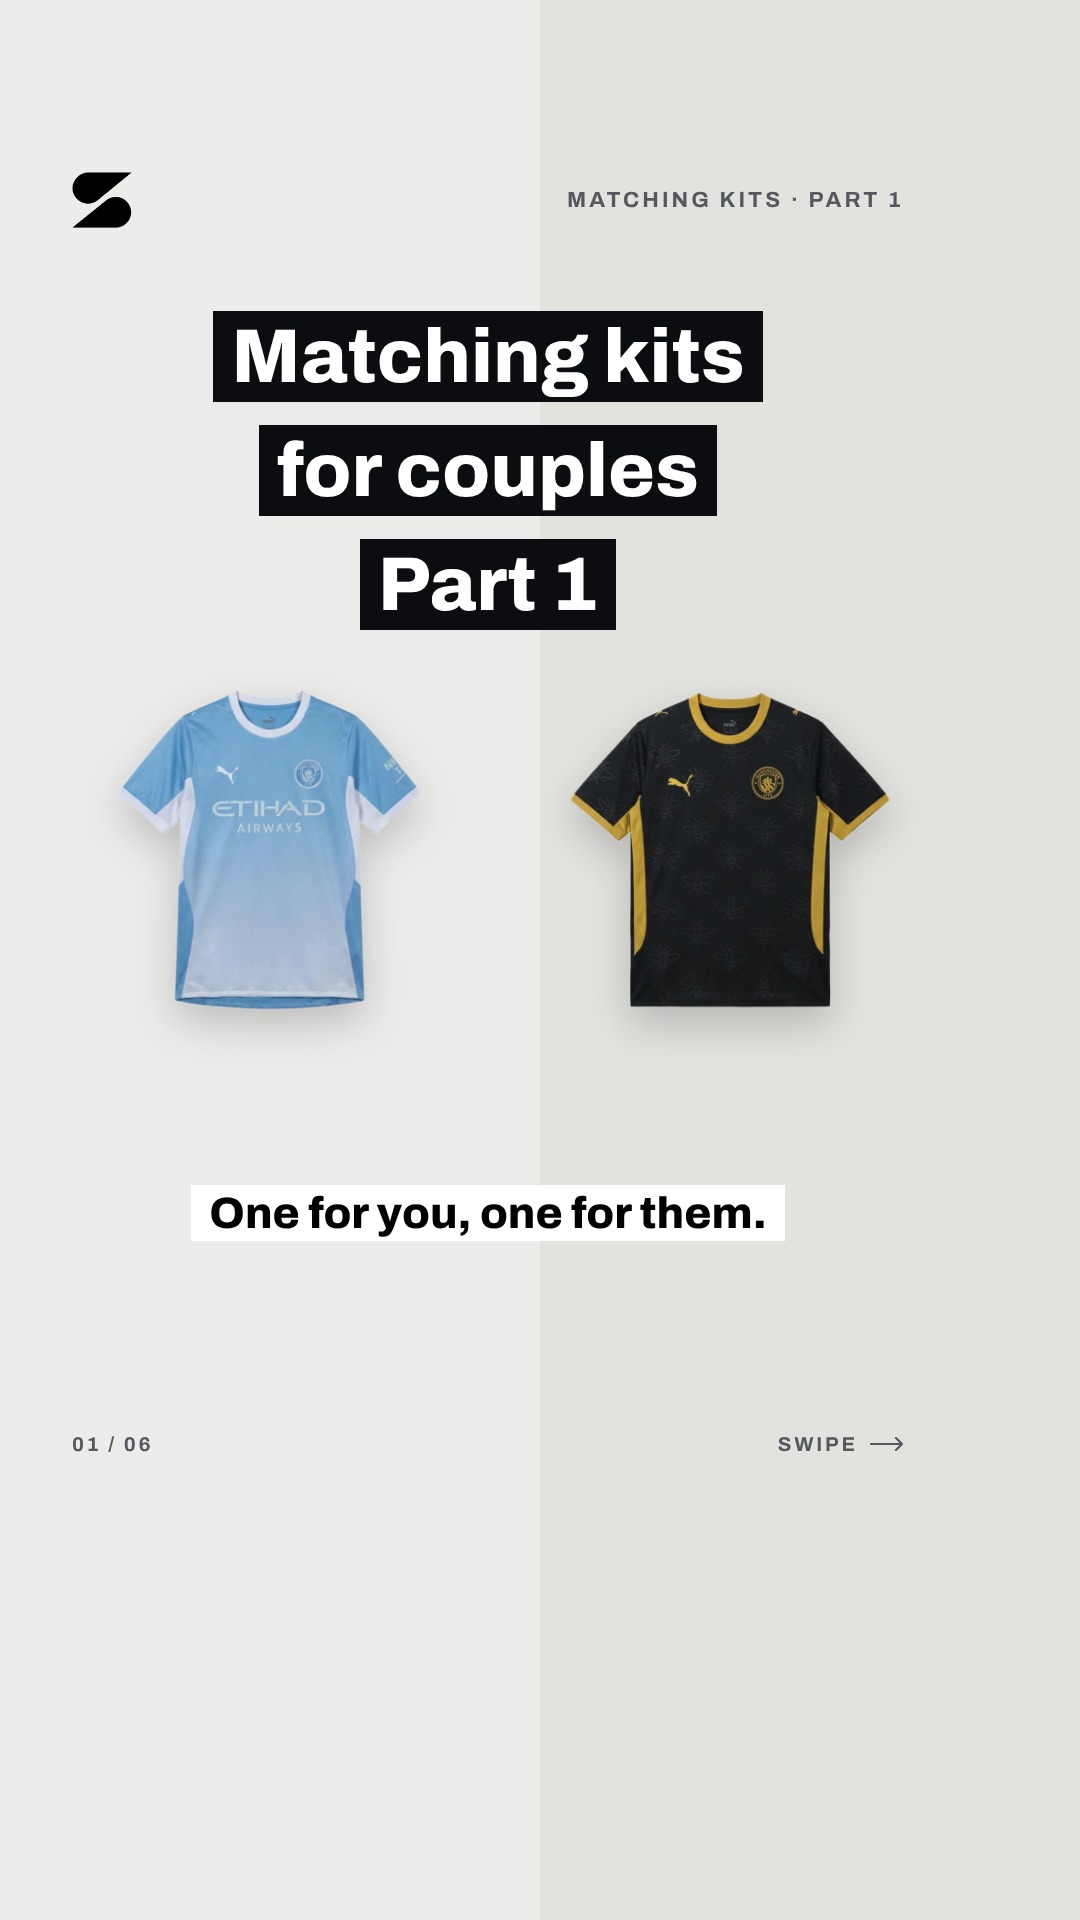 MATCHING KITS · PART 1
Matching kits
for couples
Part 1
ETIHAD
AIRWAYS
One for you, one for them.
01 / 06
SWIPE